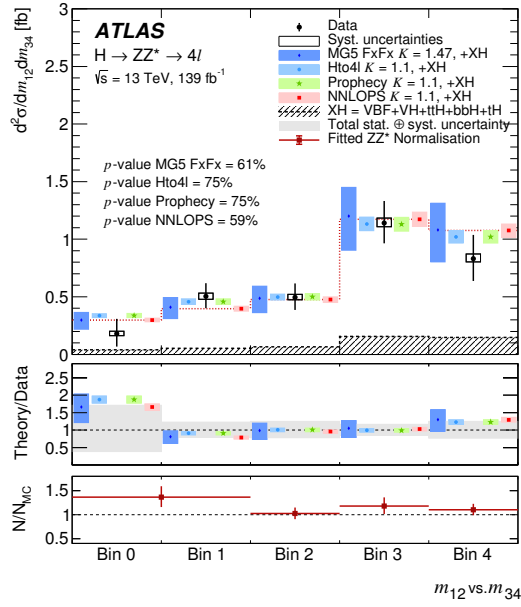 ATLAS
H → ZZ* → 4l
√s = 13 TeV, 139 fb⁻¹
Data
Syst. uncertainties
MG5 FxFx K = 1.47, +XH
Hto4l K = 1.1, +XH
Prophecy K = 1.1, +XH
NNLOPS K = 1.1, +XH
XH = VBF+VH+ttH+bbH+tH
Total stat. ⊕ syst. uncertainty
Fitted ZZ* Normalisation
p-value MG5 FxFx = 61%
p-value Hto4l = 75%
p-value Prophecy = 75%
p-value NNLOPS = 59%
d²σ/dm₁₂dm₃₄ [fb]
3
2.5
2
1.5
1
0.5
0
Theory/Data
2.5
2
1.5
1
0.5
N/N_MC
1.5
1
0.5
Bin 0 Bin 1 Bin 2 Bin 3 Bin 4
m₁₂ vs. m₃₄